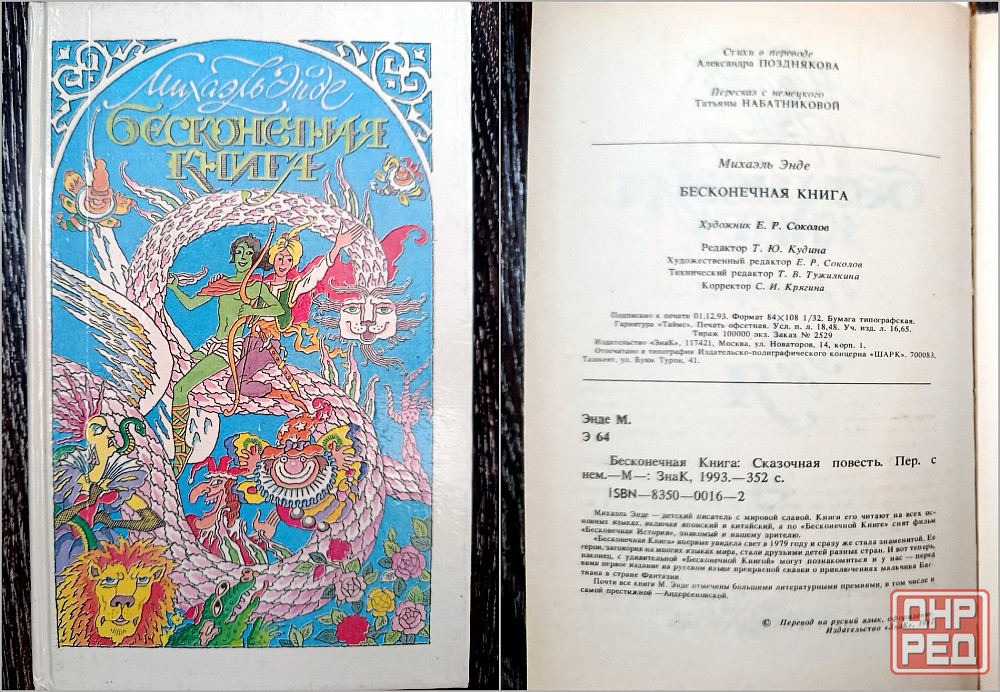 Михаэль Энде
БЕСКОНЕЧНАЯ
КНИГА
Стихи в переводе
Александра ПОЗДНЯКОВА
Пересказ с немецкого
Татьяны НАБАТНИКОВОЙ
Михаэль Энде
БЕСКОНЕЧНАЯ КНИГА
Художник Е. Р. Соколов
Редактор Т. Ю. Кудина
Художественный редактор Е. Р. Соколов
Технический редактор Т. В. Тужилкина
Корректор С. И. Крягина
Подписано к печати 01.12.93. Формат 84×108 1/32. Бумага типографская.
Гарнитура «Таймс». Печать офсетная. Усл. п. л. 18,48. Уч. изд. л. 16,65.
Тираж 100000 экз. Заказ № 2529
Издательство «ЗнаК», 117421, Москва, ул. Новаторов, 14, корп. 1.
Отпечатано в типографии Издательско-полиграфического концерна «ШАРК». 700083,
Ташкент, ул. Буюк Турон, 41.
Энде М.
Э 64
Бесконечная Книга: Сказочная повесть. Пер. с
нем.—М—: ЗнаК, 1993.—352 с.
ISBN—8350—0016—2
Михаэль Энде — детский писатель с мировой славой. Книги его читают на всех ос-
новных языках, включая японский и китайский, а по «Бесконечной Книге» снят фильм
«Бесконечная История», знакомый и нашему зрителю.
«Бесконечная Книга» впервые увидела свет в 1979 году и сразу же стала знаменитой. Ее
герои, заговорив на многих языках мира, стали друзьями детей разных стран. И вот теперь,
наконец, с удивительной «Бесконечной Книгой» могут познакомиться и у нас — перед
вами первое издание на русском языке прекрасной сказки о приключениях мальчика Бас-
тиана в стране Фантазии.
Почти все книги М. Энде отмечены большими литературными премиями, в том числе и
самой престижной — Андерсеновской.
© Перевод на руский язык,
Издательство «ЗнаК»,
ДНР
РЕД